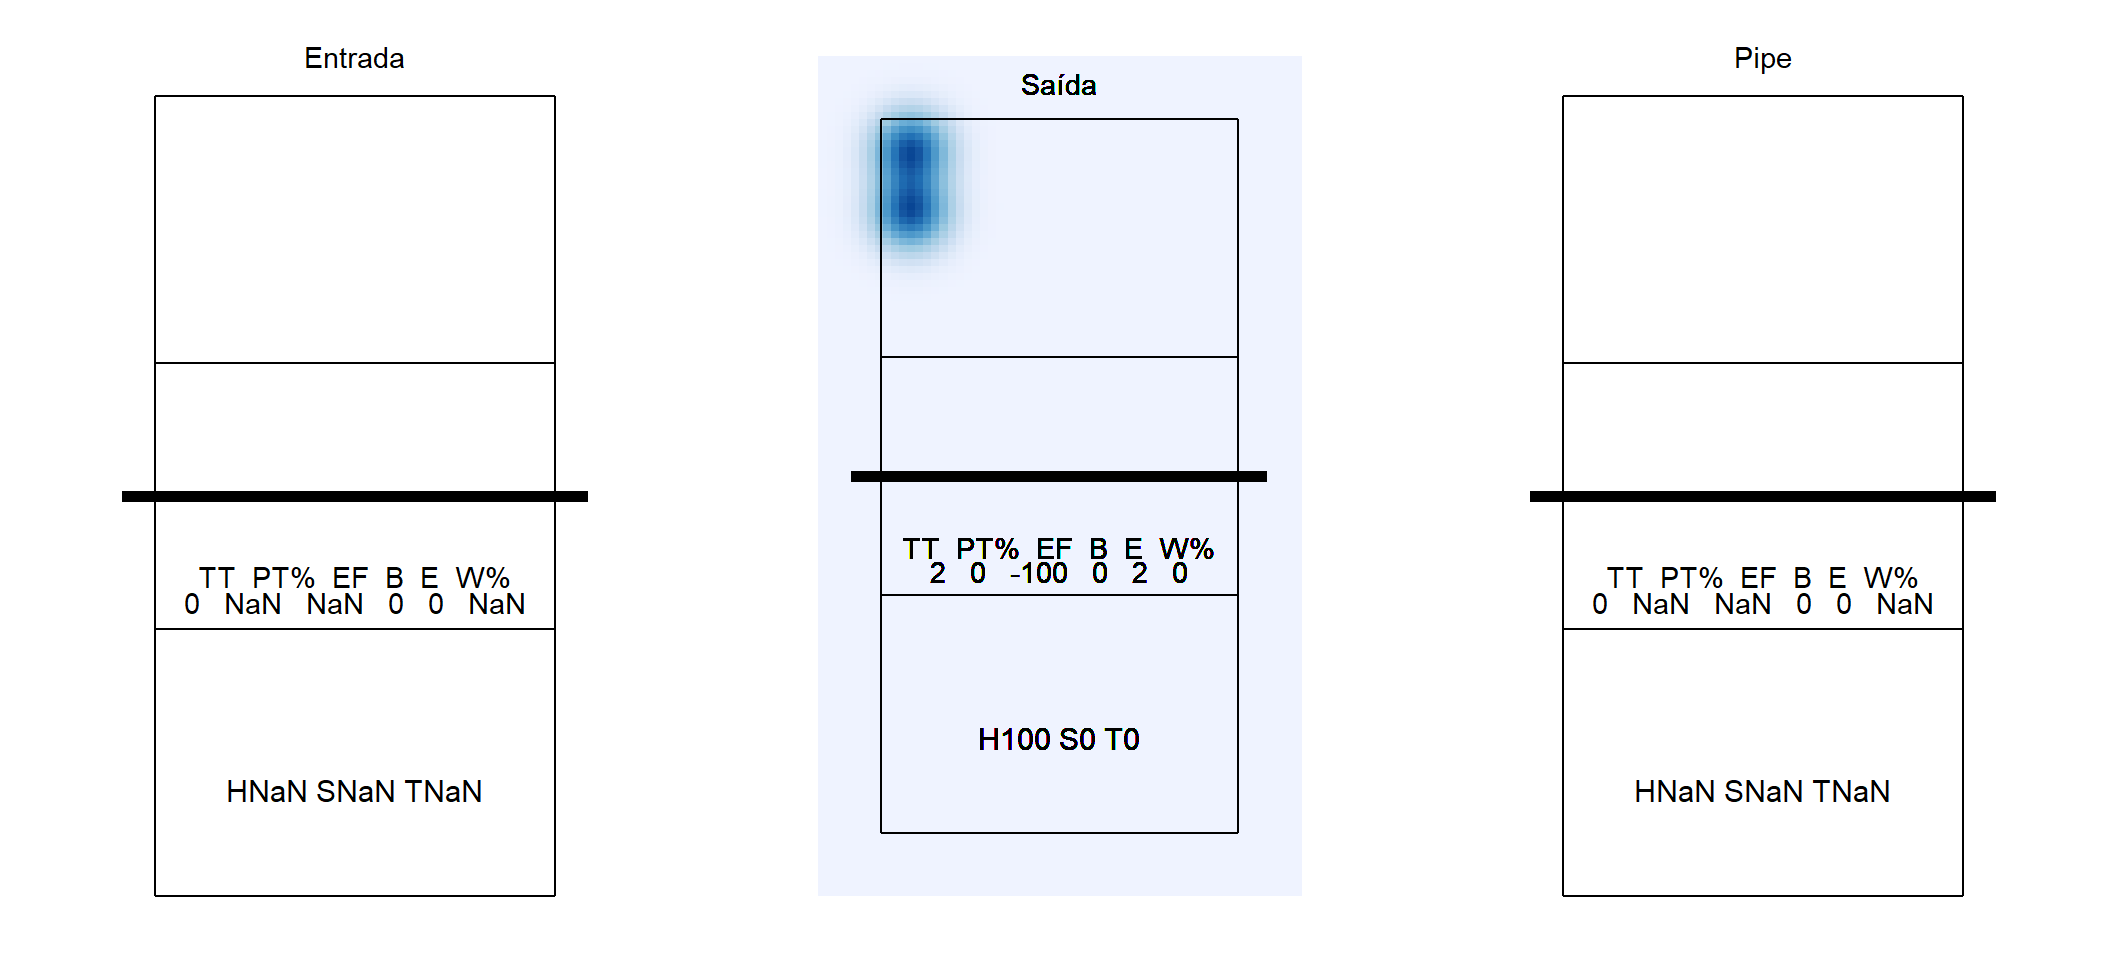 Entrada
TT PT% EF B E W%
0 NaN NaN 0 0 NaN
HNaN SNaN TNaN
Saída
TT PT% EF B E W%
2 0 -100 0 2 0
H100 S0 T0
Pipe
TT PT% EF B E W%
0 NaN NaN 0 0 NaN
HNaN SNaN TNaN